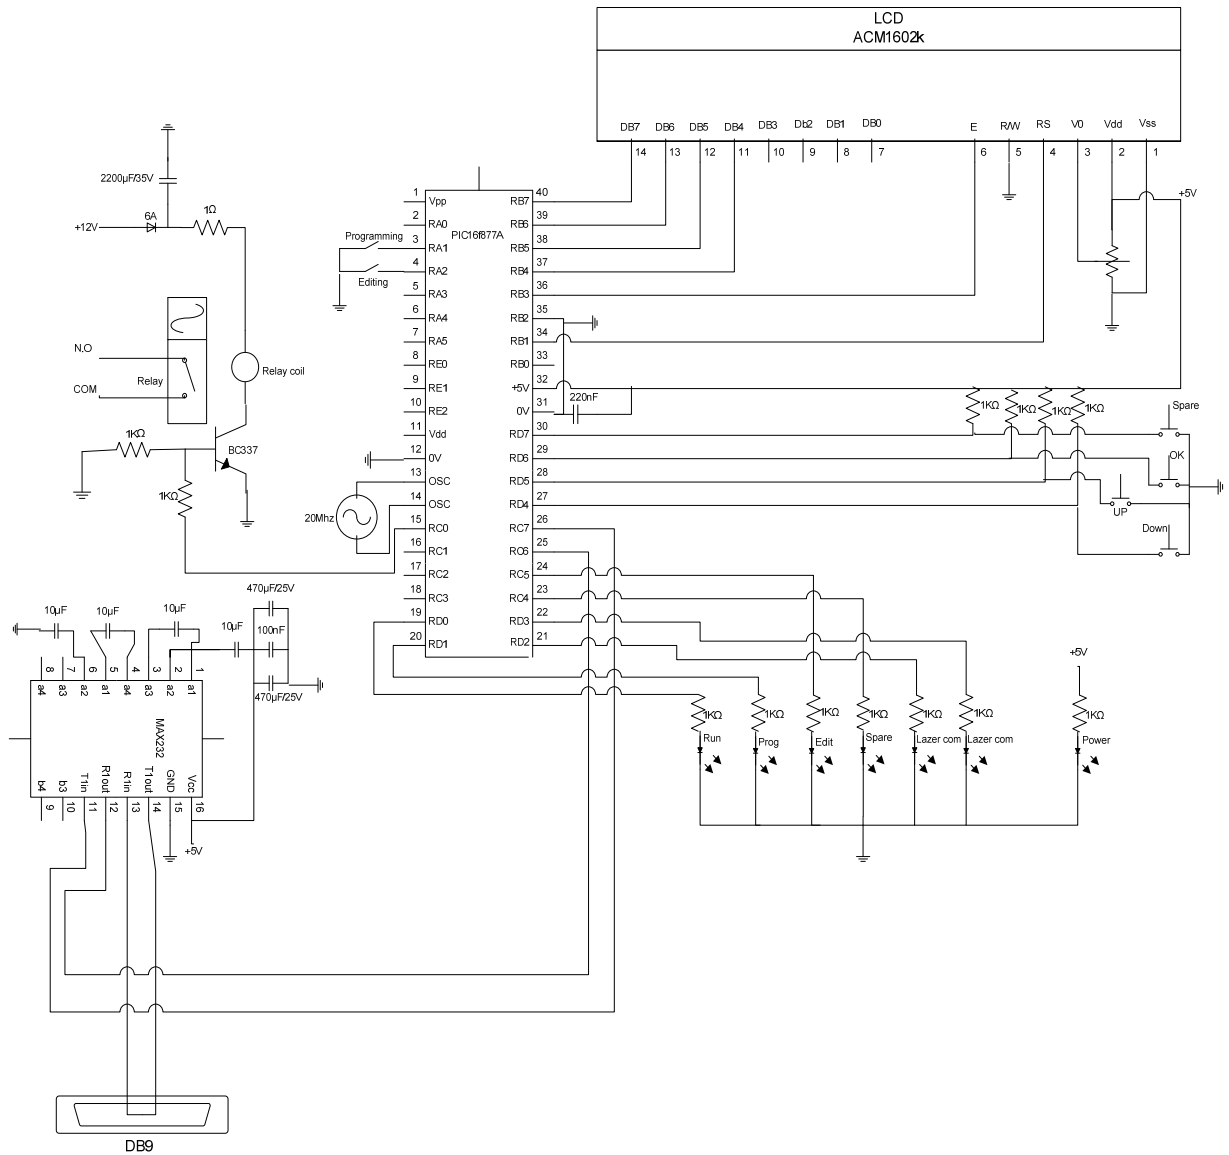 LCD
ACM1602k
DB7 DB6 DB5 DB4 DB3 Db2 DB1 DB0 E R/W RS V0 Vdd Vss
14 13 12 11 10 9 8 7 6 5 4 3 2 1
+5V
2200µF/35V
+12V 6A 1Ω
N.O
COM
Relay
Relay coil
1KΩ
BC337
1KΩ
Programming
Editing
20Mhz
PIC16f877A
1 Vpp RB7 40
2 RA0 RB6 39
3 RA1 RB5 38
4 RA2 RB4 37
5 RA3 RB3 36
6 RA4 RB2 35
7 RA5 RB1 34
8 RE0 RB0 33
9 RE1 +5V 32
10 RE2 0V 31
11 Vdd RD7 30
12 0V RD6 29
13 OSC RD5 28
14 OSC RD4 27
15 RC0 RC7 26
16 RC1 RC6 25
17 RC2 RC5 24
18 RC3 RC4 23
19 RD0 RD3 22
20 RD1 RD2 21
220nF
1KΩ 1KΩ 1KΩ 1KΩ
Spare
OK
UP
Down
10µF 10µF 10µF 10µF
470µF/25V
100nF
470µF/25V
8 7 6 5 4 3 2 1
a4 a3 a2 a1 a4 a3 a2 a1
MAX232
b4 b3 T1in R1out R1in T1out GND Vcc
9 10 11 12 13 14 15 16
+5V
+5V
1KΩ 1KΩ 1KΩ 1KΩ 1KΩ 1KΩ 1KΩ
Run Prog Edit Spare Lazer com Lazer com Power
DB9